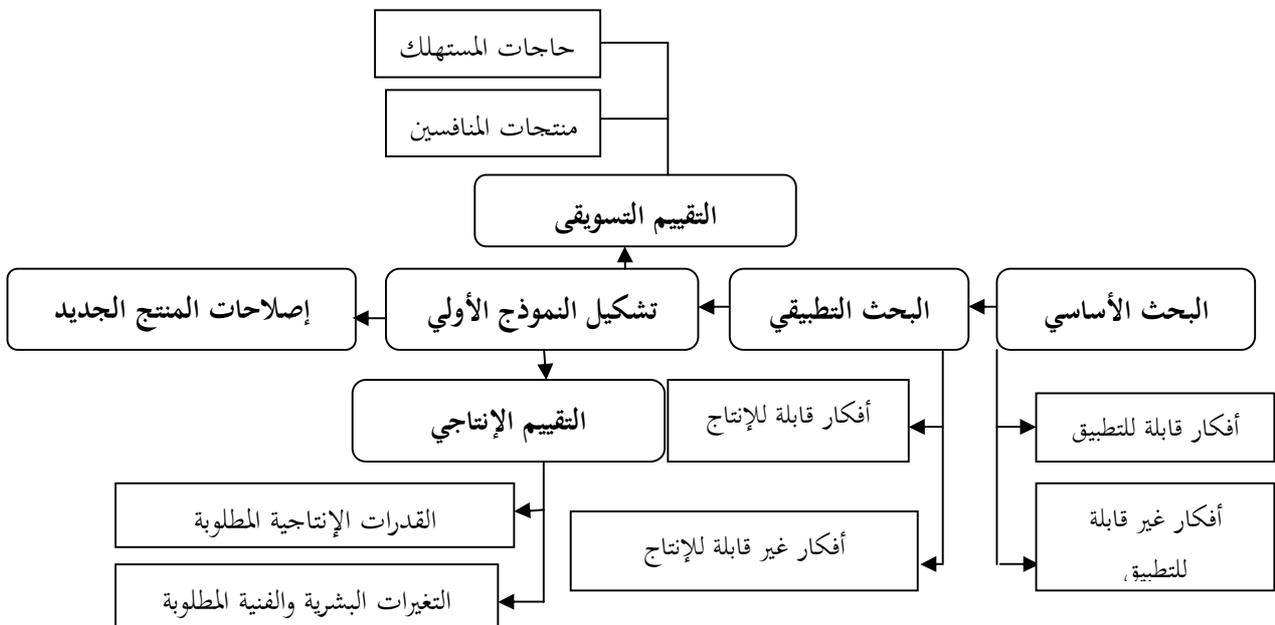 حاجات المستهلك
منتجات المنافسين
التقييم التسويقى
البحث الأساسي
البحث التطبيقي
تشكيل النموذج الأولي
إصلاحات المنتج الجديد
التقييم الإنتاجي
أفكار قابلة للإنتاج
أفكار قابلة للتطبيق
القدرات الإنتاجية المطلوبة
أفكار غير قابلة للإنتاج
أفكار غير قابلة
للتطبيق
التغيرات البشرية والفنية المطلوبة